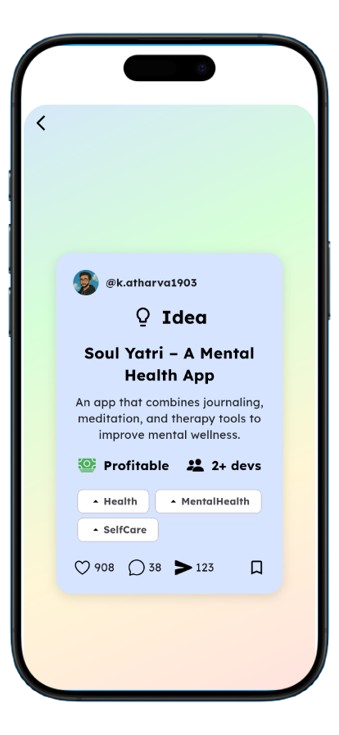 @k.atharva1903
Idea
Soul Yatri – A Mental
Health App
An app that combines journaling,
meditation, and therapy tools to
improve mental wellness.
Profitable 2+ devs
Health MentalHealth
SelfCare
908 38 123